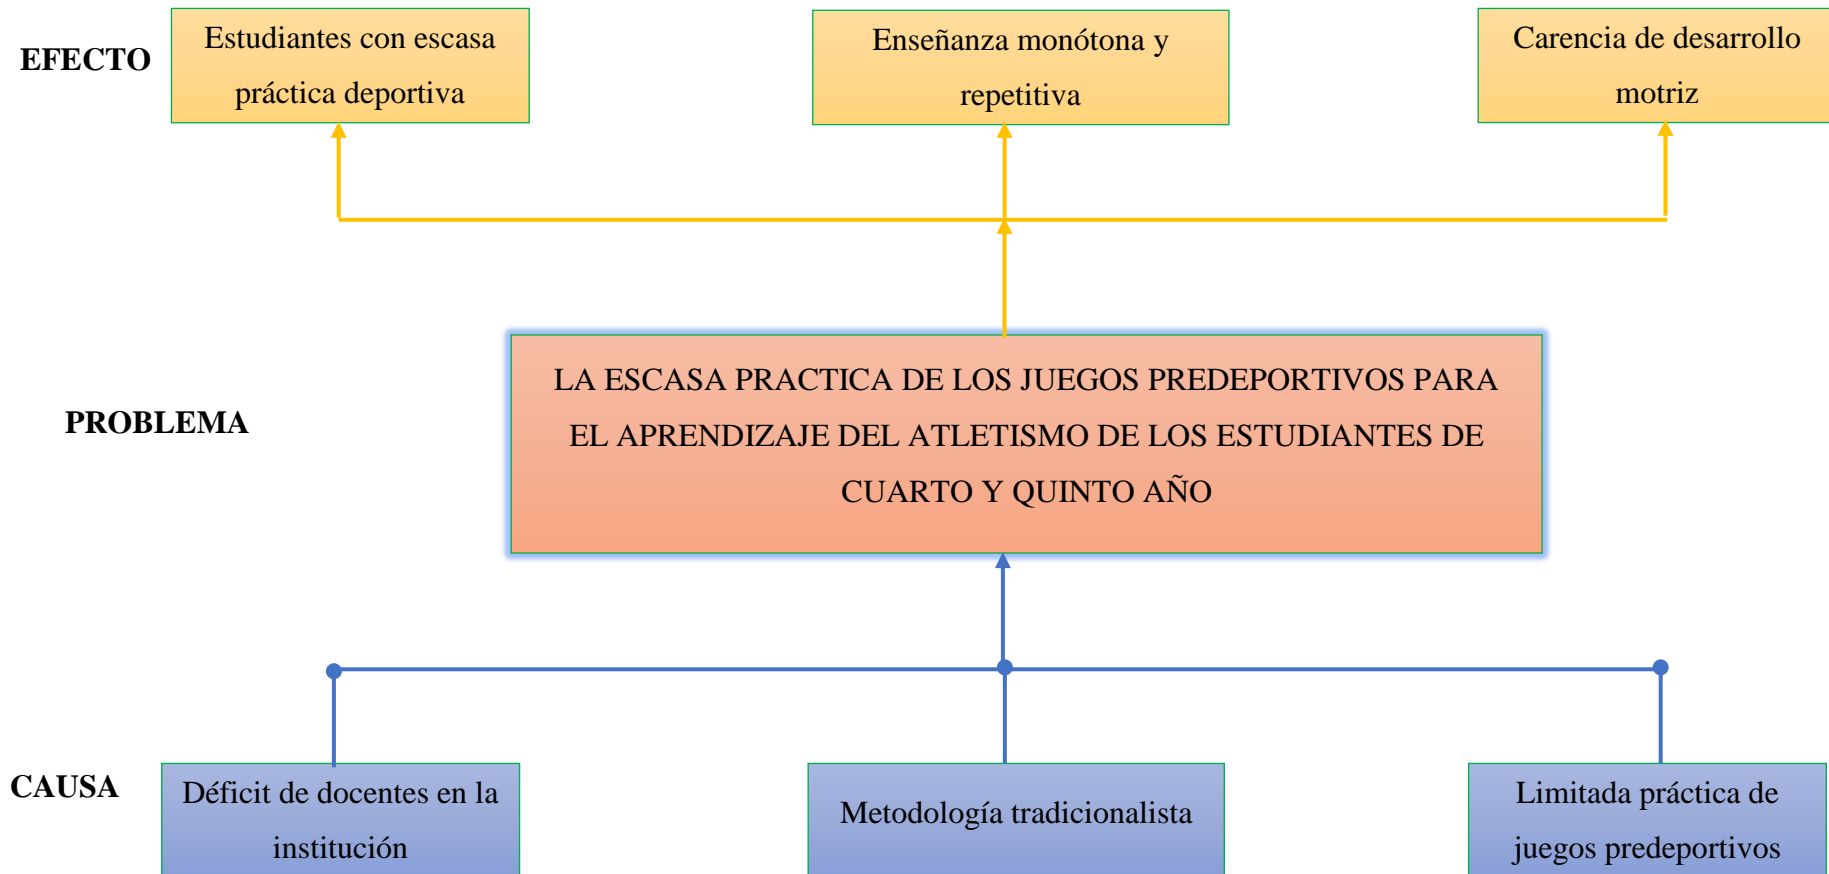 EFECTO
Estudiantes con escasa
práctica deportiva
Enseñanza monótona y
repetitiva
Carencia de desarrollo
motriz
PROBLEMA
LA ESCASA PRACTICA DE LOS JUEGOS PREDEPORTIVOS PARA
EL APRENDIZAJE DEL ATLETISMO DE LOS ESTUDIANTES DE
CUARTO Y QUINTO AÑO
CAUSA
Déficit de docentes en la
institución
Metodología tradicionalista
Limitada práctica de
juegos predeportivos